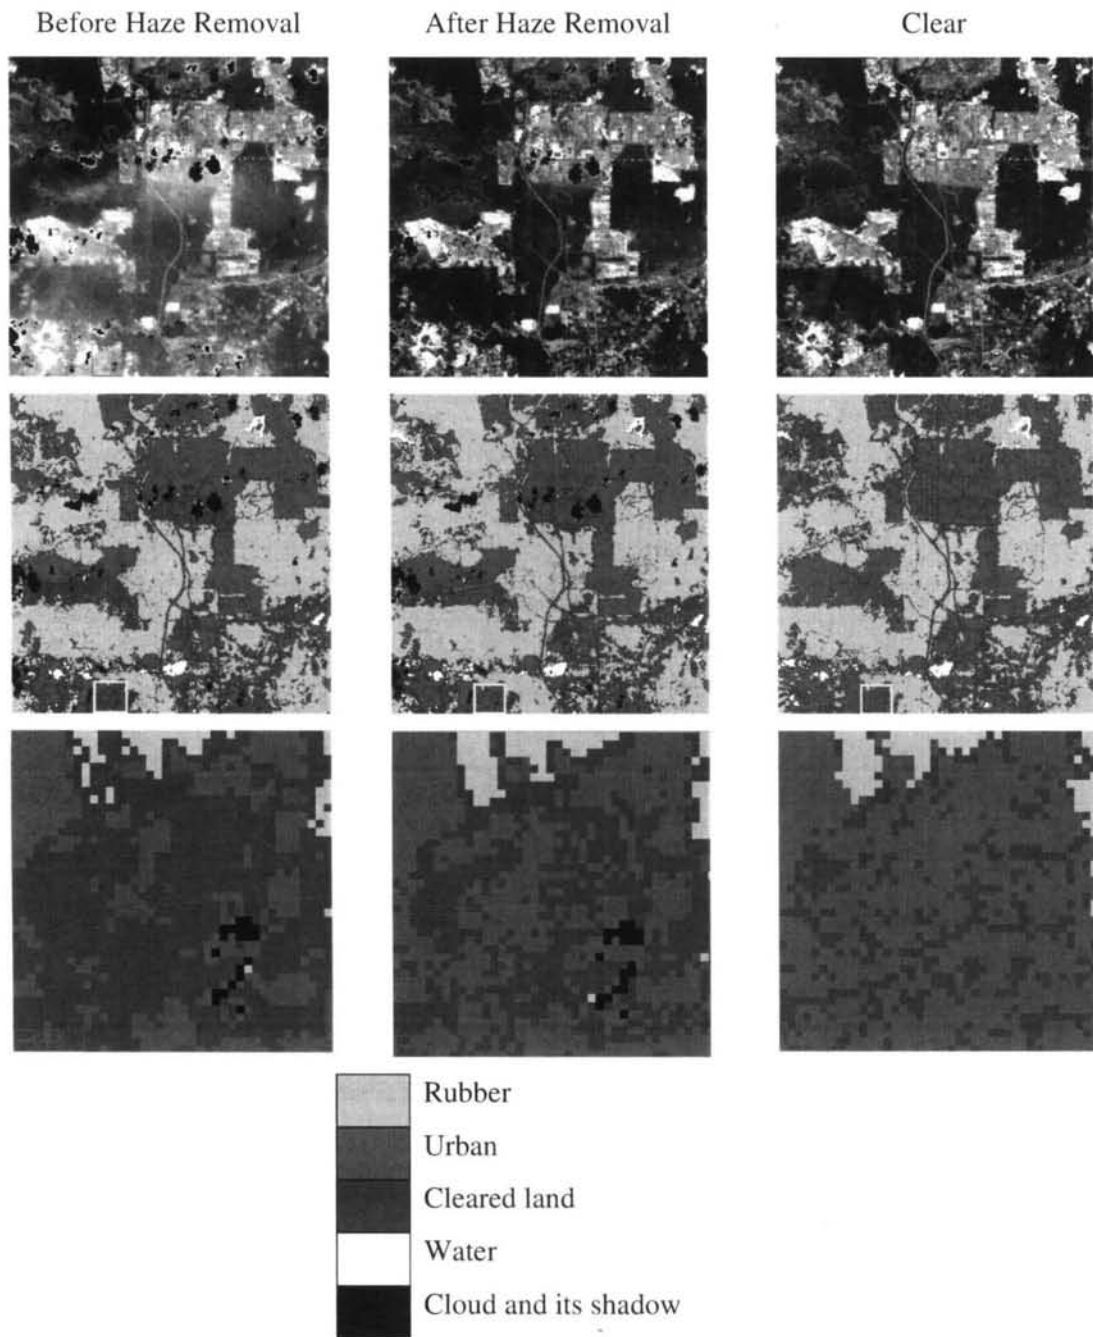 Before Haze Removal
After Haze Removal
Clear
Rubber
Urban
Cleared land
Water
Cloud and its shadow